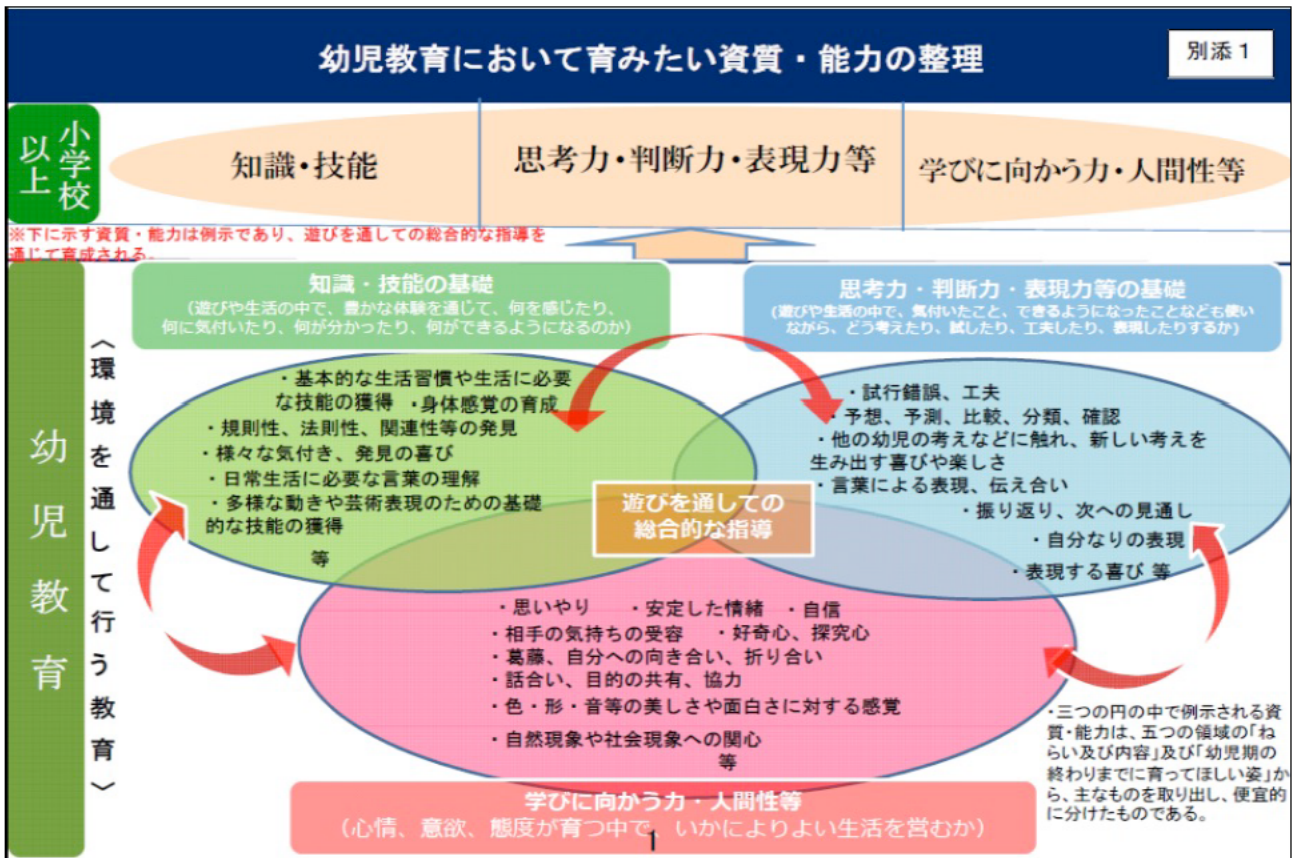 幼児教育において育みたい資質・能力の整理
別添1
小学校
以上
知識・技能
思考力・判断力・表現力等
学びに向かう力・人間性等
※下に示す資質・能力は例示であり、遊びを通しての総合的な指導を
通じて育成される。
幼児教育
〈環境を通して行う教育〉
知識・技能の基礎
(遊びや生活の中で、豊かな体験を通じて、何を感じたり、
何に気付いたり、何が分かったり、何ができるようになるのか)
思考力・判断力・表現力等の基礎
(遊びや生活の中で、気付いたこと、できるようになったことなども使い
ながら、どう考えたり、試したり、工夫したり、表現したりするか)
・基本的な生活習慣や生活に必要
な技能の獲得 ・身体感覚の育成
・規則性、法則性、関連性等の発見
・様々な気付き、発見の喜び
・日常生活に必要な言葉の理解
・多様な動きや芸術表現のための基礎
的な技能の獲得
等
・試行錯誤、工夫
・予想、予測、比較、分類、確認
・他の幼児の考えなどに触れ、新しい考えを
生み出す喜びや楽しさ
・言葉による表現、伝え合い
・振り返り、次への見通し
・自分なりの表現
・表現する喜び 等
遊びを通しての
総合的な指導
・思いやり ・安定した情緒 ・自信
・相手の気持ちの受容 ・好奇心、探究心
・葛藤、自分への向き合い、折り合い
・話合い、目的の共有、協力
・色・形・音等の美しさや面白さに対する感覚
・自然現象や社会現象への関心
等
・三つの円の中で例示される資
質・能力は、五つの領域の「ね
らい及び内容」及び「幼児期の
終わりまでに育ってほしい姿」か
ら、主なものを取り出し、便宜的
に分けたものである。
学びに向かう力・人間性等
(心情、意欲、態度が育つ中で、いかによりよい生活を営むか)
1